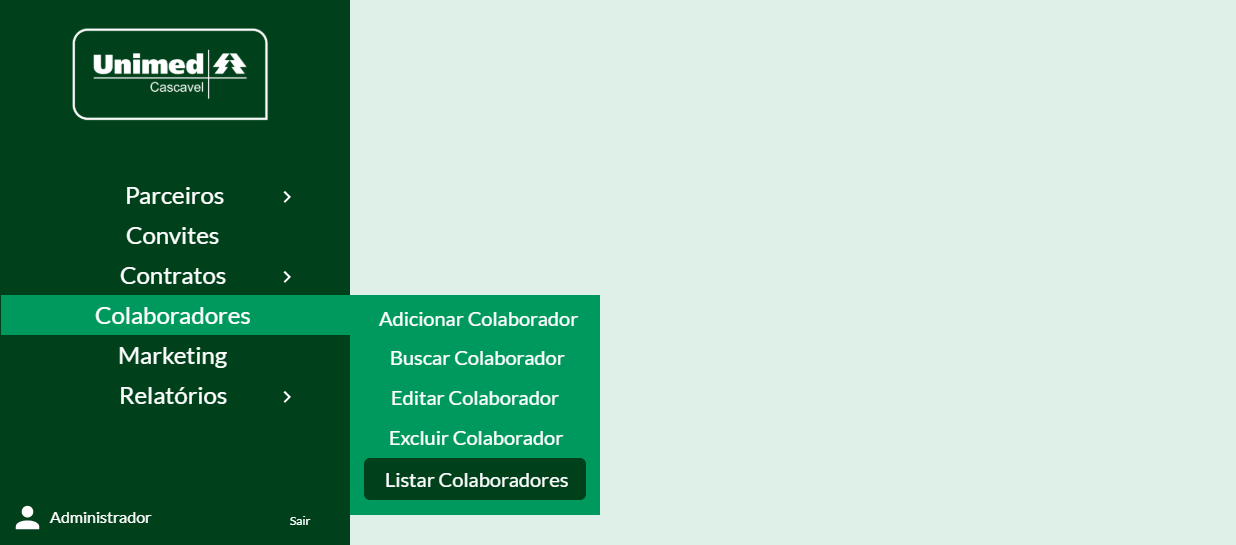 Unimed
Cascavel
Parceiros
Convites
Contratos
Colaboradores
Marketing
Relatórios
Adicionar Colaborador
Buscar Colaborador
Editar Colaborador
Excluir Colaborador
Listar Colaboradores
Administrador
Sair